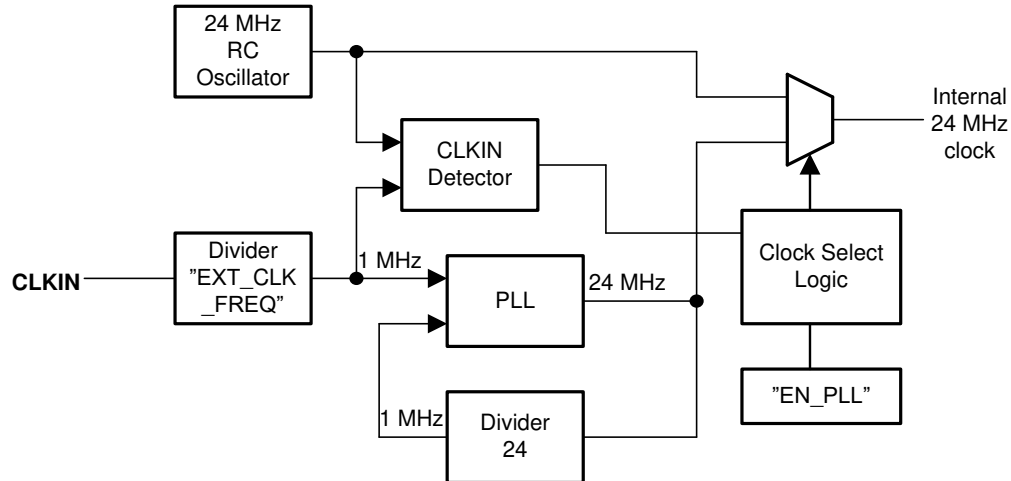 24 MHz
RC
Oscillator
CLKIN
Detector
Internal
24 MHz
clock
CLKIN
Divider
”EXT_CLK
_FREQ”
1 MHz
PLL
24 MHz
Clock Select
Logic
1 MHz
Divider
24
”EN_PLL”